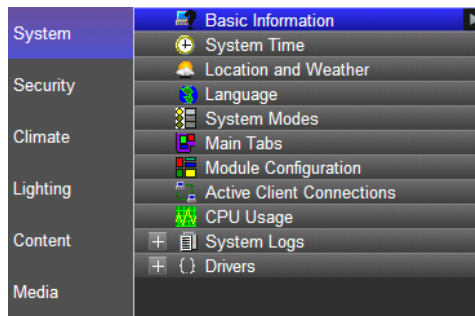 System
Security
Climate
Lighting
Content
Media
Basic Information
System Time
Location and Weather
Language
System Modes
Main Tabs
Module Configuration
Active Client Connections
CPU Usage
System Logs
Drivers